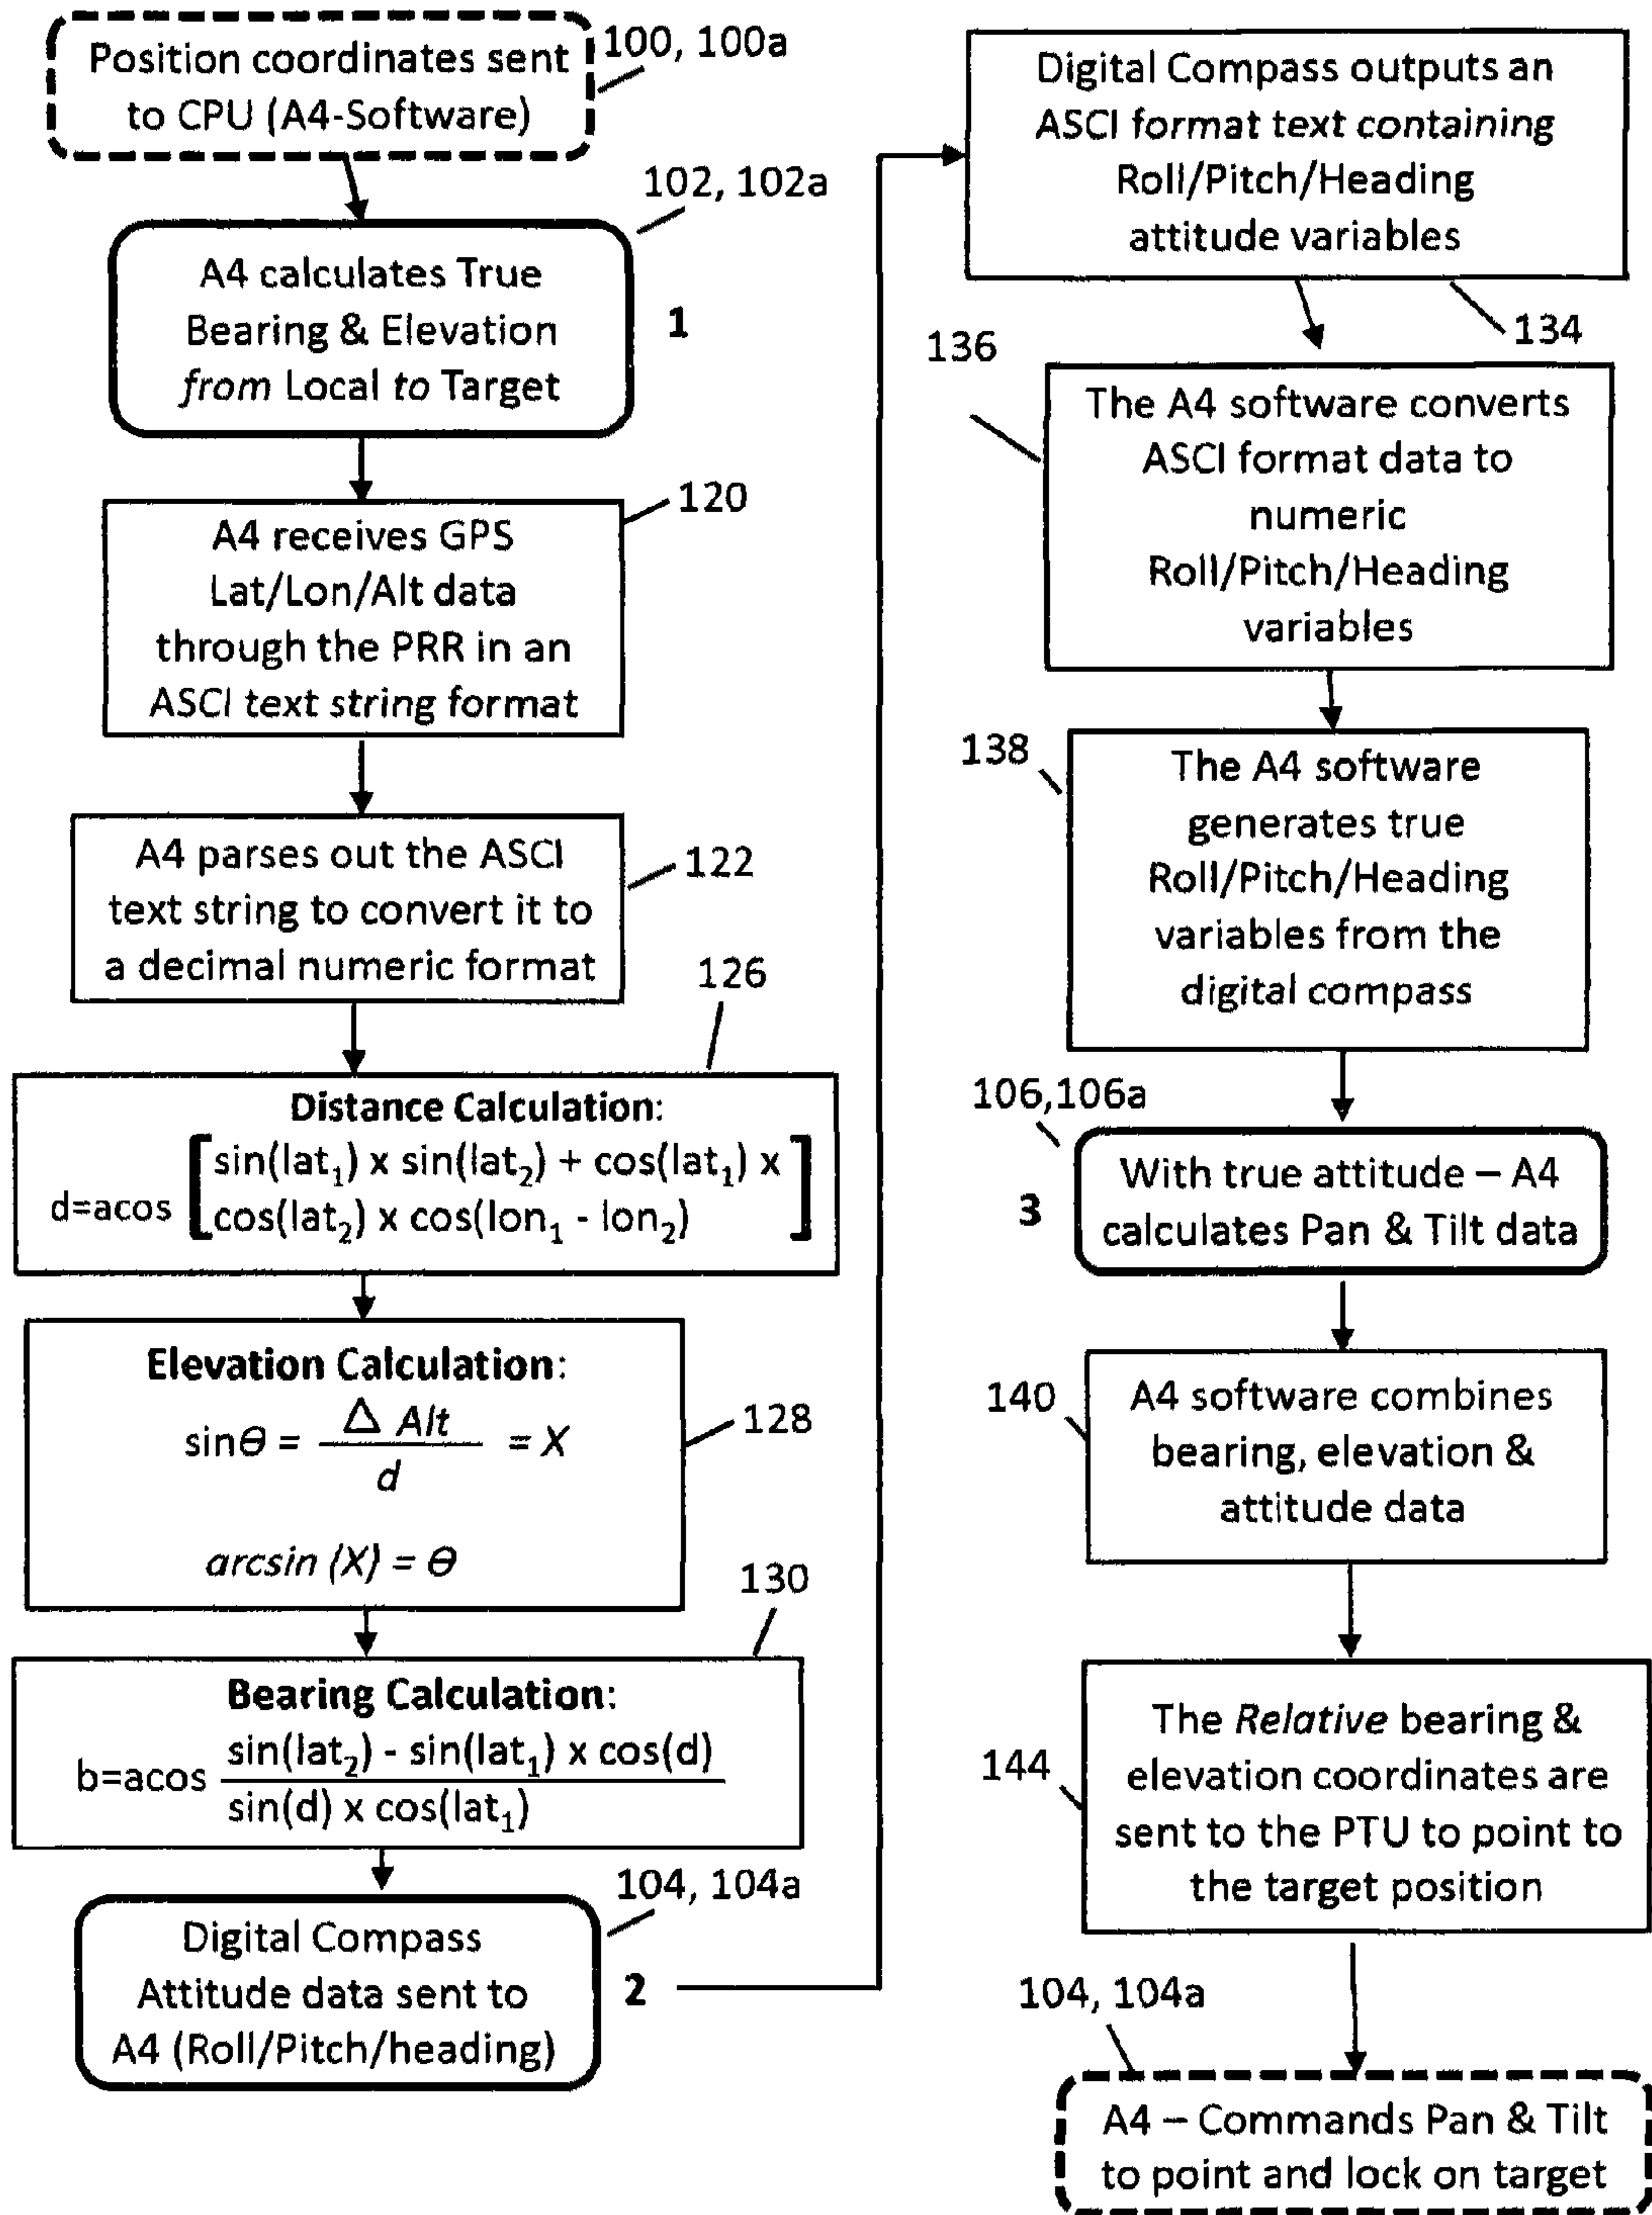 Position coordinates sent
to CPU (A4-Software)
100, 100a
102, 102a
A4 calculates True
Bearing & Elevation
from Local to Target
1
120
A4 receives GPS
Lat/Lon/Alt data
through the PRR in an
ASCI text string format
A4 parses out the ASCI
text string to convert it to
a decimal numeric format
122
126
Distance Calculation:
d=acos [sin(lat₁) x sin(lat₂) + cos(lat₁) x
cos(lat₂) x cos(lon₁ - lon₂)]
Elevation Calculation:
sinθ = Δ Alt / d = X
arcsin (X) = θ
128
130
Bearing Calculation:
b=acos sin(lat₂) - sin(lat₁) x cos(d)
sin(d) x cos(lat₁)
104, 104a
Digital Compass
Attitude data sent to
A4 (Roll/Pitch/heading)
2
Digital Compass outputs an
ASCI format text containing
Roll/Pitch/Heading
attitude variables
134
136
The A4 software converts
ASCI format data to
numeric
Roll/Pitch/Heading
variables
138
The A4 software
generates true
Roll/Pitch/Heading
variables from the
digital compass
106,106a
3
With true attitude – A4
calculates Pan & Tilt data
140
A4 software combines
bearing, elevation &
attitude data
144
The Relative bearing &
elevation coordinates are
sent to the PTU to point to
the target position
104, 104a
A4 – Commands Pan & Tilt
to point and lock on target